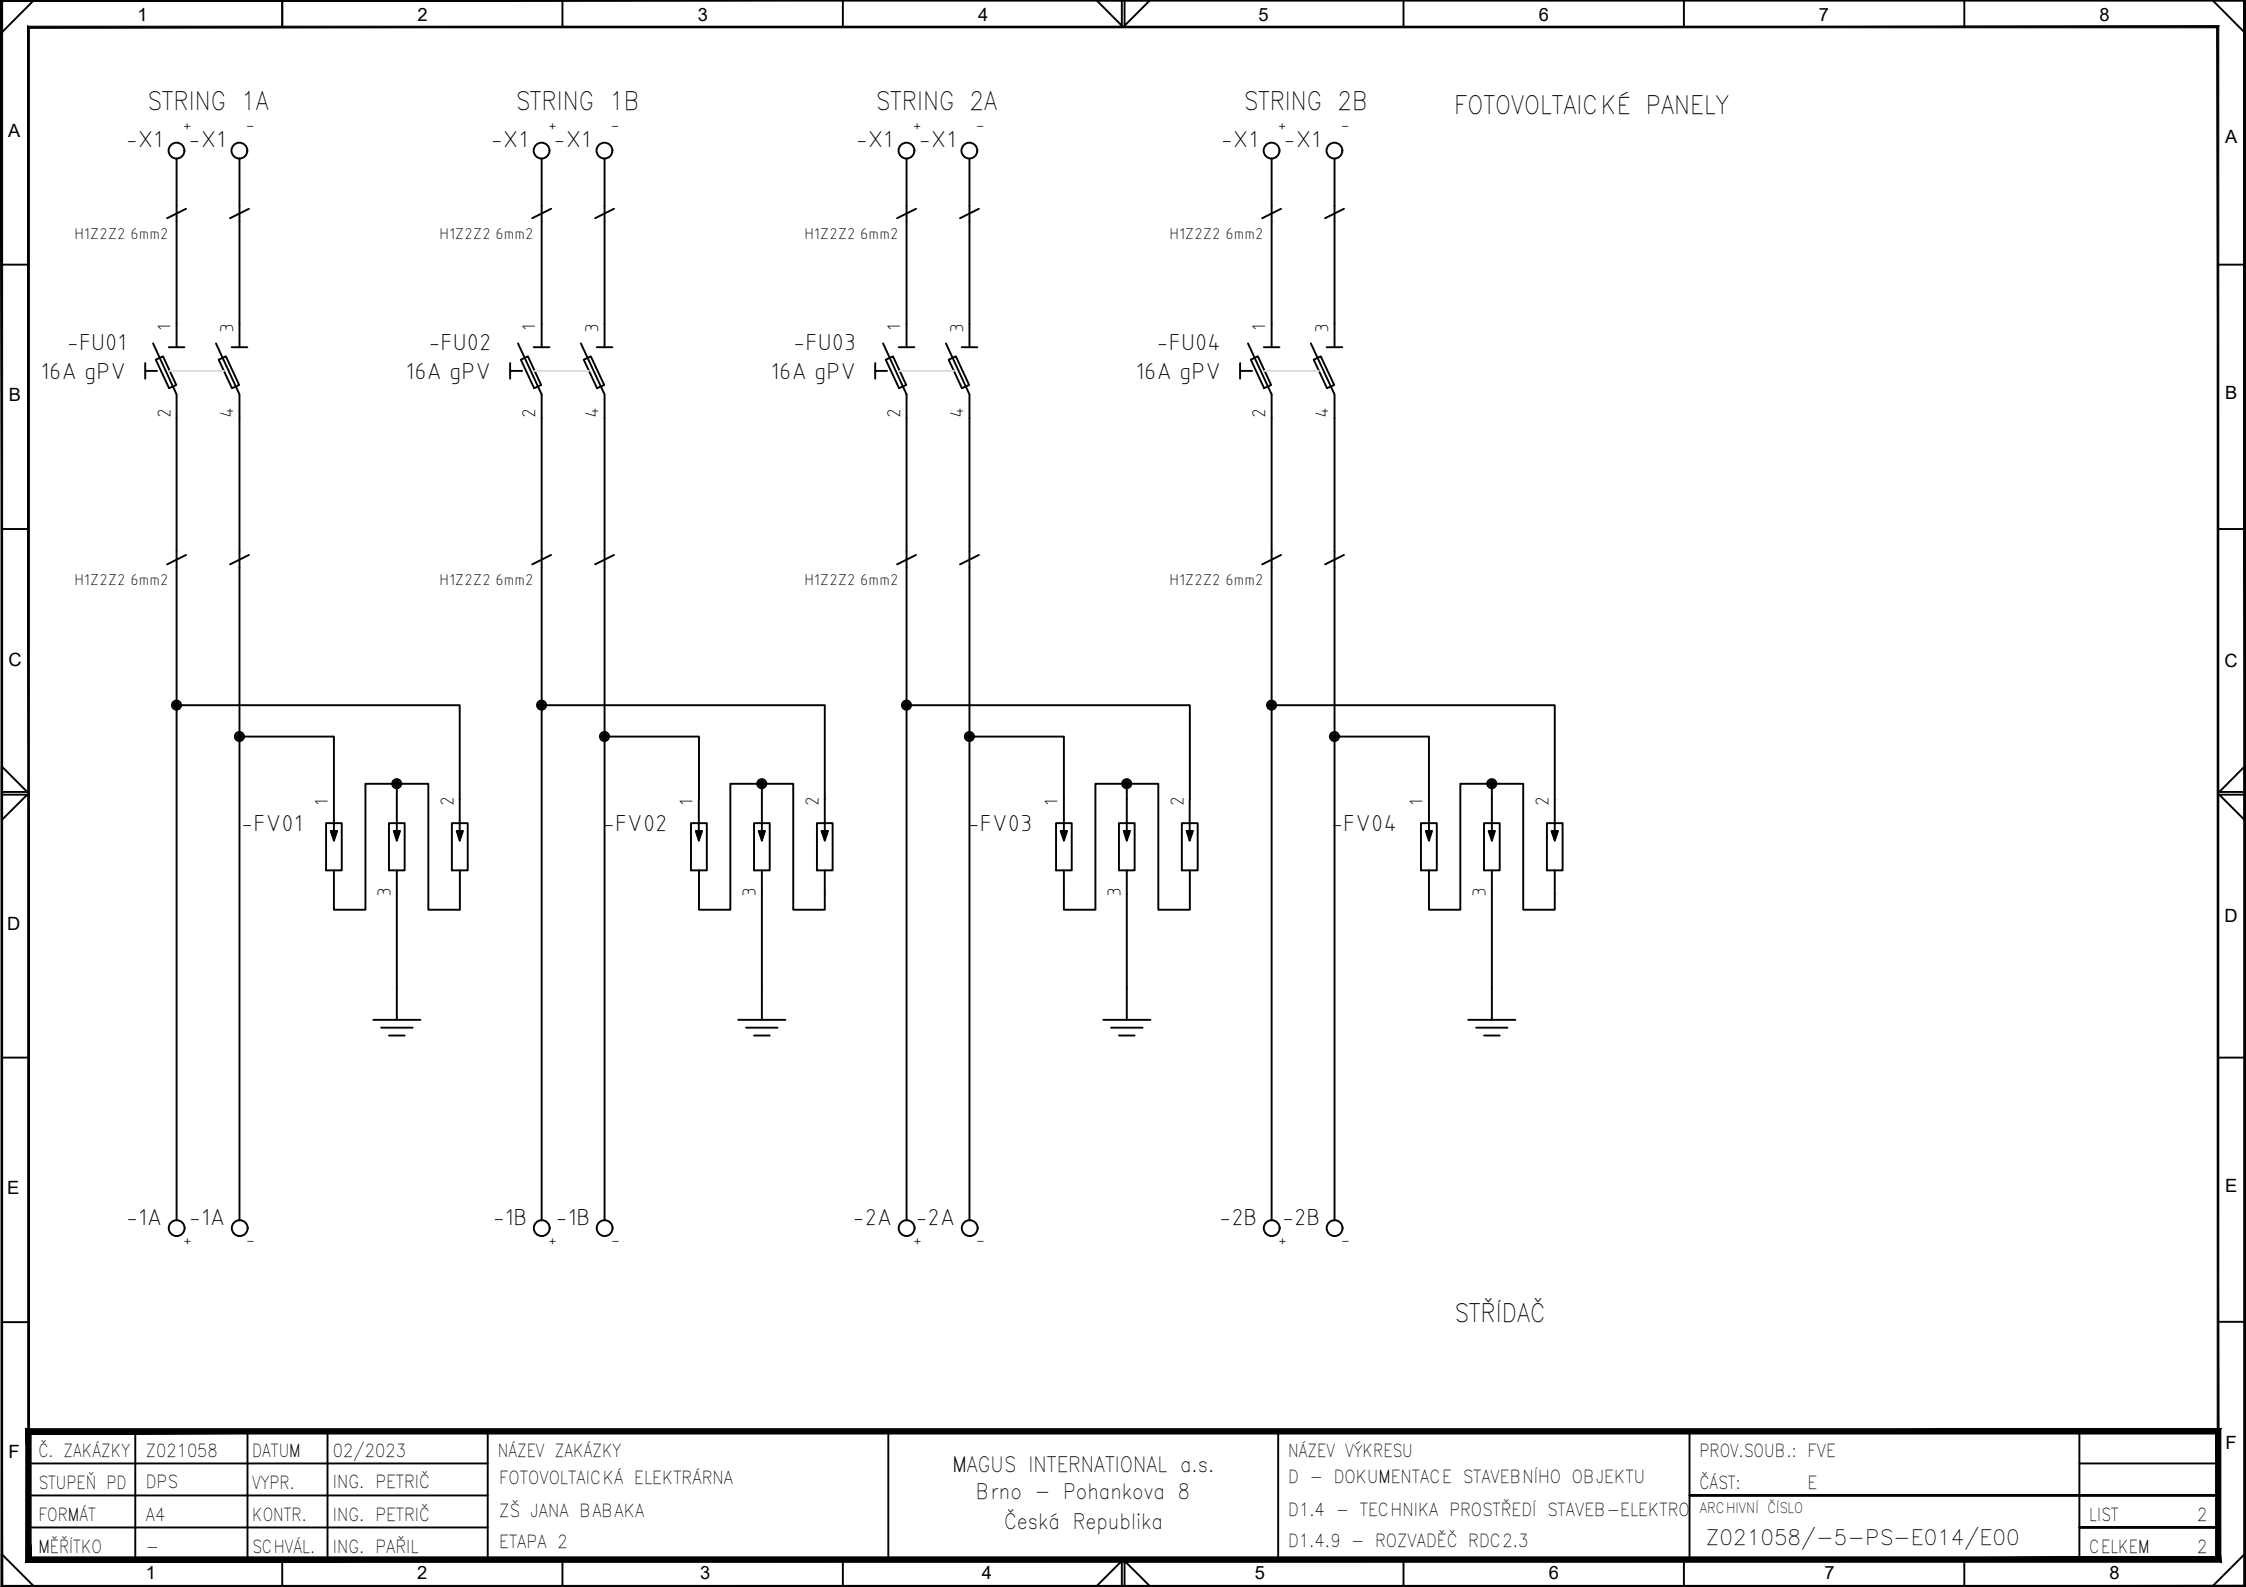 1 2 3 4 5 6 7 8
STRING 1A STRING 1B STRING 2A STRING 2B FOTOVOLTAICKÉ PANELY
+ - + - + - + -
A -X1 -X1 -X1 -X1 -X1 -X1 -X1 -X1 A
H1Z2Z2 6mm2 H1Z2Z2 6mm2 H1Z2Z2 6mm2 H1Z2Z2 6mm2
1 3 1 3 1 3 1 3
-FU01 -FU02 -FU03 -FU04
16A gPV 16A gPV 16A gPV 16A gPV
B B
2 4 2 4 2 4 2 4
H1Z2Z2 6mm2 H1Z2Z2 6mm2 H1Z2Z2 6mm2 H1Z2Z2 6mm2
C C
1 2 1 2 1 2 1 2
-FV01 -FV02 -FV03 -FV04
3 3 3 3
D D
E E
-1A -1A -1B -1B -2A -2A -2B -2B
+ - + - + - + -
STŘÍDAČ
F F
Č. ZAKÁZKY Z021058 DATUM 02/2023
STUPEŇ PD DPS VYPR. ING. PETRIČ
FORMÁT A4 KONTR. ING. PETRIČ
MĚŘÍTKO – SCHVÁL. ING. PAŘIL
NÁZEV ZAKÁZKY
FOTOVOLTAICKÁ ELEKTRÁRNA
ZŠ JANA BABAKA
ETAPA 2
MAGUS INTERNATIONAL a.s.
Brno – Pohankova 8
Česká Republika
NÁZEV VÝKRESU
D – DOKUMENTACE STAVEBNÍHO OBJEKTU
D1.4 – TECHNIKA PROSTŘEDÍ STAVEB–ELEKTRO
D1.4.9 – ROZVADĚČ RDC2.3
PROV.SOUB.: FVE
ČÁST: E
ARCHIVNÍ ČÍSLO
Z021058/-5-PS-E014/E00
LIST 2
CELKEM 2
1 2 3 4 5 6 7 8